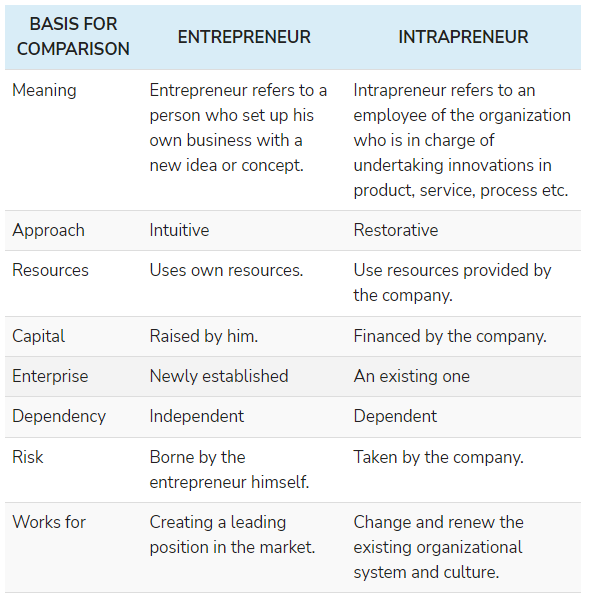 BASIS FOR
COMPARISON
ENTREPRENEUR
INTRAPRENEUR
Meaning
Entrepreneur refers to a
person who set up his
own business with a
new idea or concept.
Intrapreneur refers to an
employee of the organization
who is in charge of
undertaking innovations in
product, service, process etc.
Approach
Intuitive
Restorative
Resources
Uses own resources.
Use resources provided by
the company.
Capital
Raised by him.
Financed by the company.
Enterprise
Newly established
An existing one
Dependency
Independent
Dependent
Risk
Borne by the
entrepreneur himself.
Taken by the company.
Works for
Creating a leading
position in the market.
Change and renew the
existing organizational
system and culture.